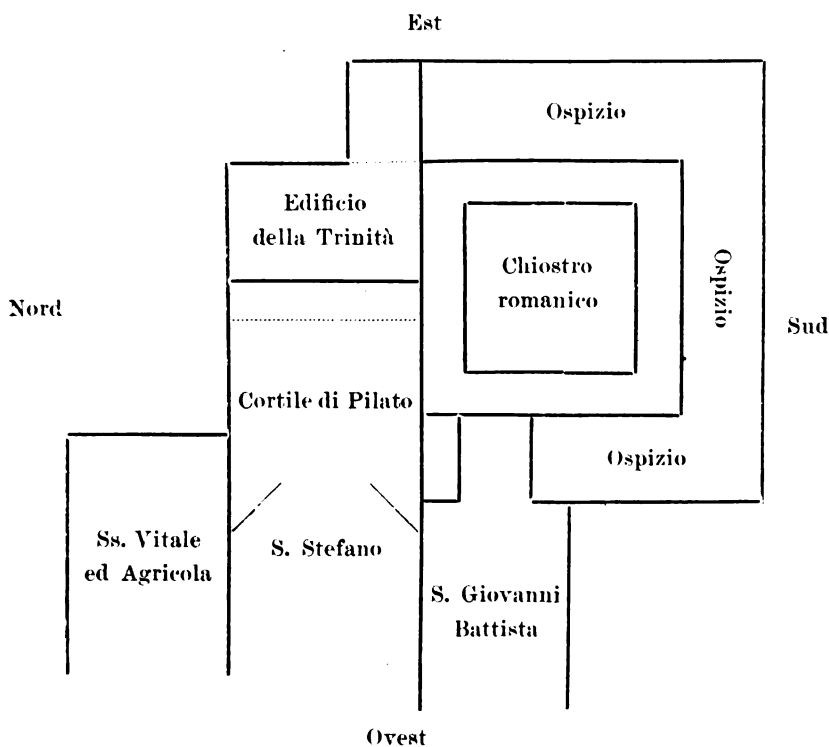 Est
Ospizio
Edificio
della Trinità
Chiostro
romanico
Ospizio
Nord
Sud
Cortile di Pilato
Ospizio
Ss. Vitale
ed Agricola
S. Stefano
S. Giovanni
Battista
Ovest